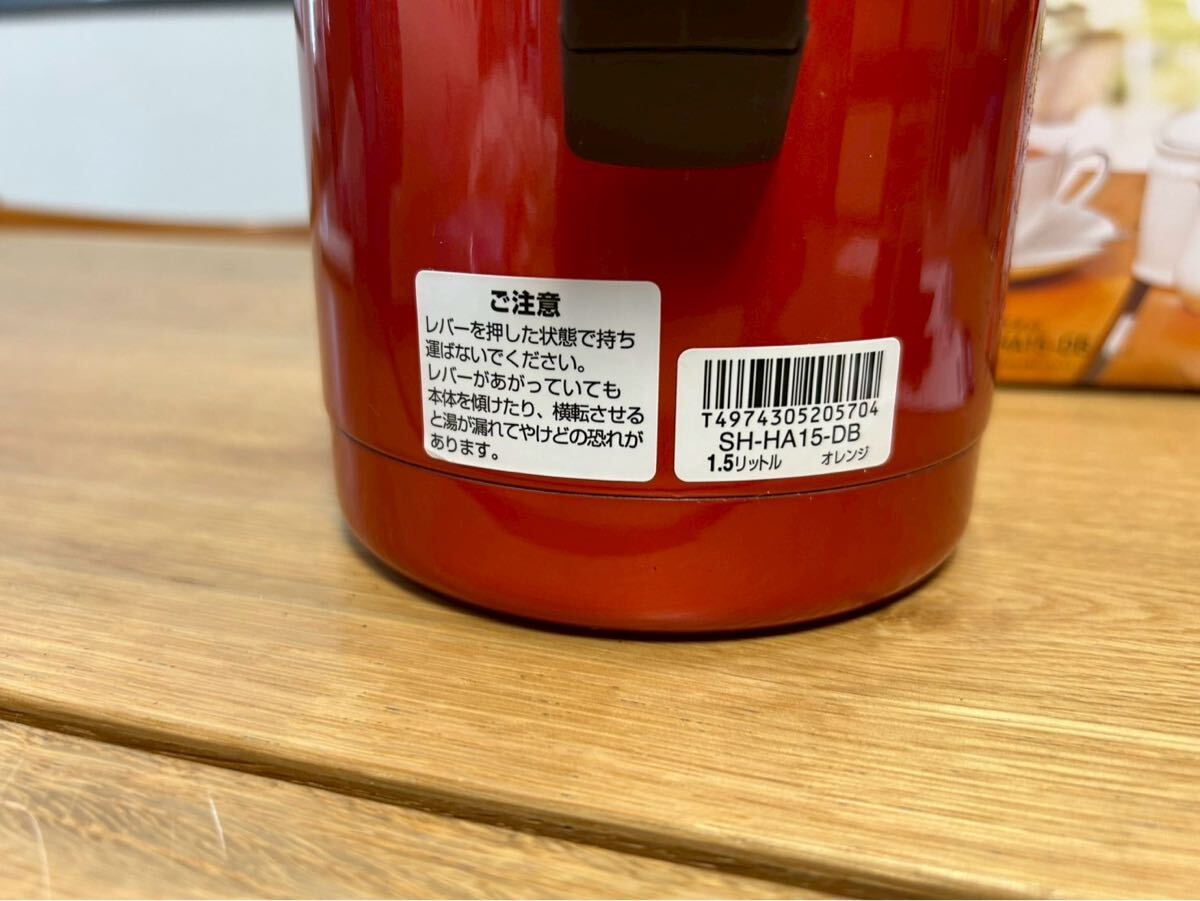 ご注意
レバーを押した状態で持ち
運ばないでください。
レバーがあがっていても
本体を傾けたり、横転させる
と湯が漏れてやけどの恐れが
あります。
T4974305205704
SH-HA15-DB
1.5リットル オレンジ
HA15-DB